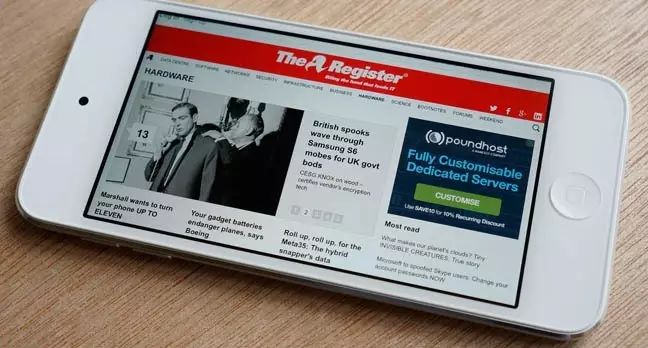 The Register®
Biting the hand that feeds IT
DATA CENTRE SOFTWARE NETWORKS SECURITY INFRASTRUCTURE BUSINESS HARDWARE SCIENCE BOOTNOTES FORUMS WEEKEND
HARDWARE
13
British spooks
wave through
Samsung S6
mobes for UK govt
bods
CESG KNOX on wood –
certifies vendor's encryption
tech
1 2
Marshall wants to turn
your phone UP TO
ELEVEN
Your gadget batteries
endanger planes, says
Boeing
Roll up, roll up, for the
Meta35: The hybrid
snapper's data
poundhost
Fully Customisable
Dedicated Servers
CUSTOMISE
Use SAVE10 for 10% Recurring Discount
Most read
What makes our planet's clouds? Tiny
INVISIBLE CREATURES. True story
Microsoft to spoofed Skype users: Change your
account passwords NOW